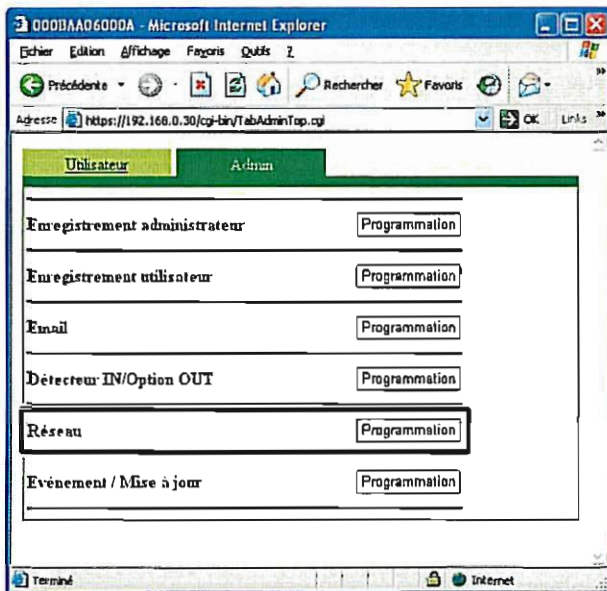 000BAA06000A - Microsoft Internet Explorer
Fichier Edition Affichage Favoris Outils ?
Précédente Rechercher Favoris
Adresse https://192.168.0.30/cgi-bin/TabAdminTop.cgi OK Links
Utilisateur Admin
Enregistrement administrateur Programmation
Enregistrement utilisateur Programmation
Email Programmation
Détecteur IN/Option OUT Programmation
Réseau Programmation
Evénement / Mise à jour Programmation
Terminé Internet